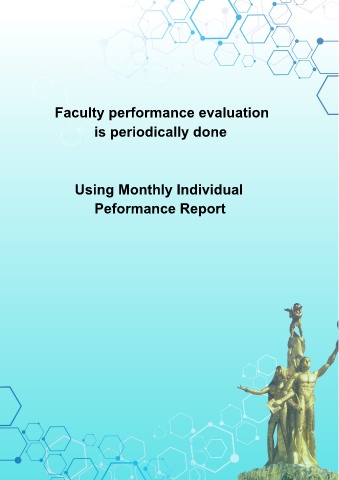 Faculty performance evaluation
is periodically done
Using Monthly Individual
Peformance Report